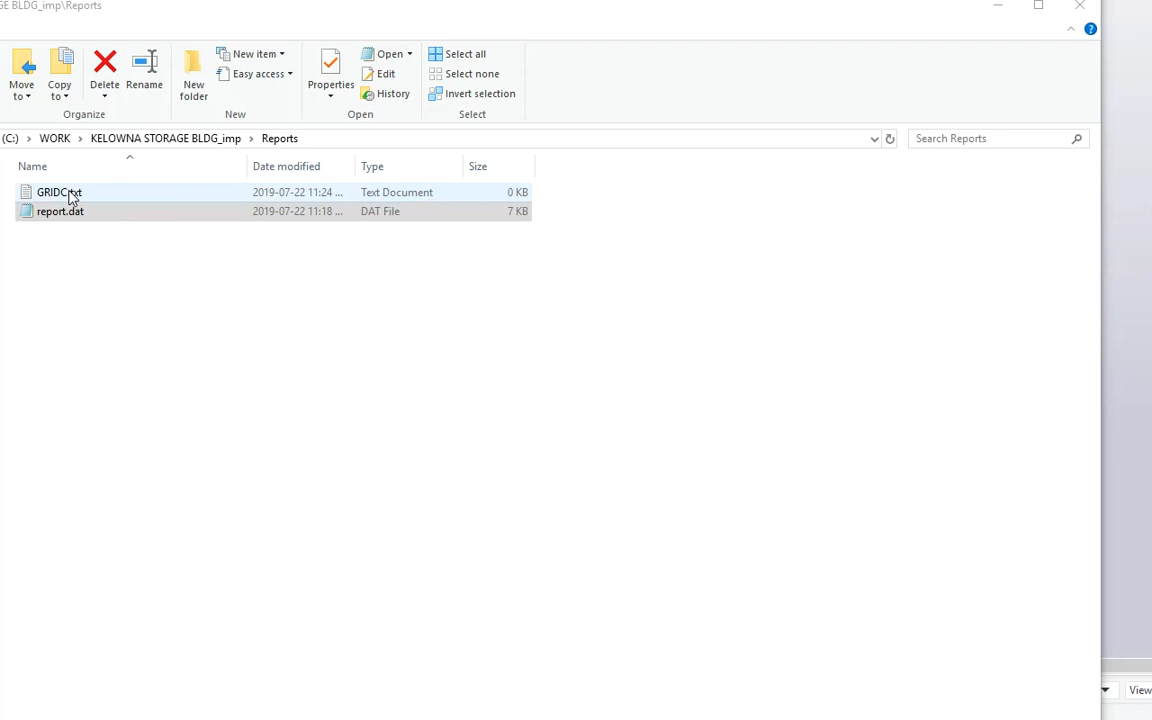 GE BLDG_imp\Reports
Move to
Copy to
Delete
Rename
New folder
New item
Easy access
Properties
Open
Edit
History
Select all
Select none
Invert selection
Organize
New
Open
Select
(C:) > WORK > KELOWNA STORAGE BLDG_imp > Reports
Search Reports
Name
Date modified
Type
Size
2019-07-22 11:24 ...
Text Document
0 KB
report.dat
2019-07-22 11:18 ...
DAT File
7 KB
View